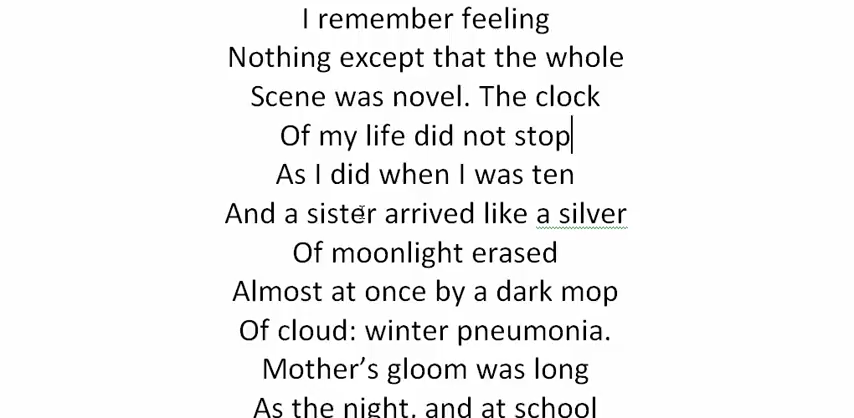 I remember feeling
Nothing except that the whole
Scene was novel. The clock
Of my life did not stop
As I did when I was ten
And a sister arrived like a silver
Of moonlight erased
Almost at once by a dark mop
Of cloud: winter pneumonia.
Mother’s gloom was long
As the night, and at school